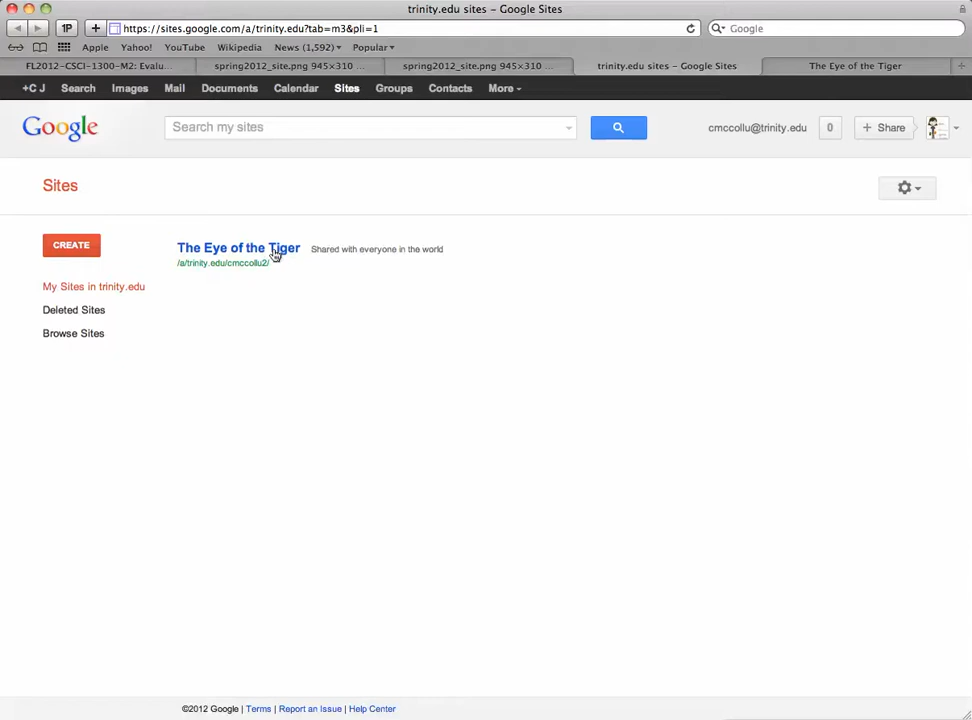 trinity.edu sites – Google Sites
1P + https://sites.google.com/a/trinity.edu?tab=m3&pli=1 Google
Apple Yahoo! YouTube Wikipedia News (1,592) Popular
FL2012-CSCI-1300-M2: Evalu... spring2012_site.png 945×310 ... spring2012_site.png 945×310 ... trinity.edu sites – Google Sites The Eye of the Tiger +
+C J Search Images Mail Documents Calendar Sites Groups Contacts More
Google Search my sites cmccollu@trinity.edu 0 + Share
Sites
CREATE
The Eye of the Tiger Shared with everyone in the world
/a/trinity.edu/cmccollu2/
My Sites in trinity.edu
Deleted Sites
Browse Sites
©2012 Google | Terms | Report an Issue | Help Center